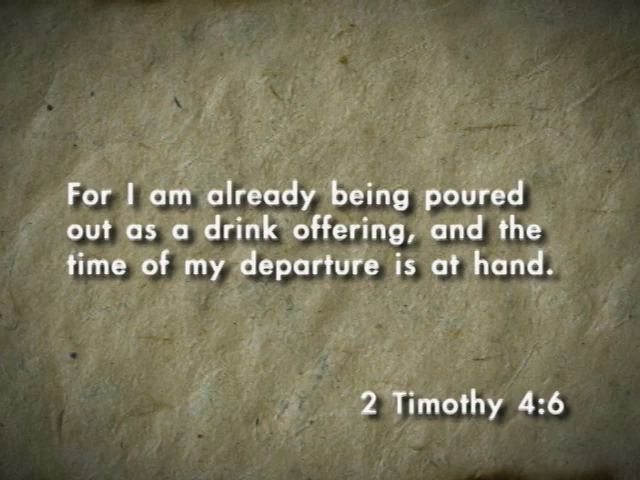 For I am already being poured
out as a drink offering, and the
time of my departure is at hand.
2 Timothy 4:6